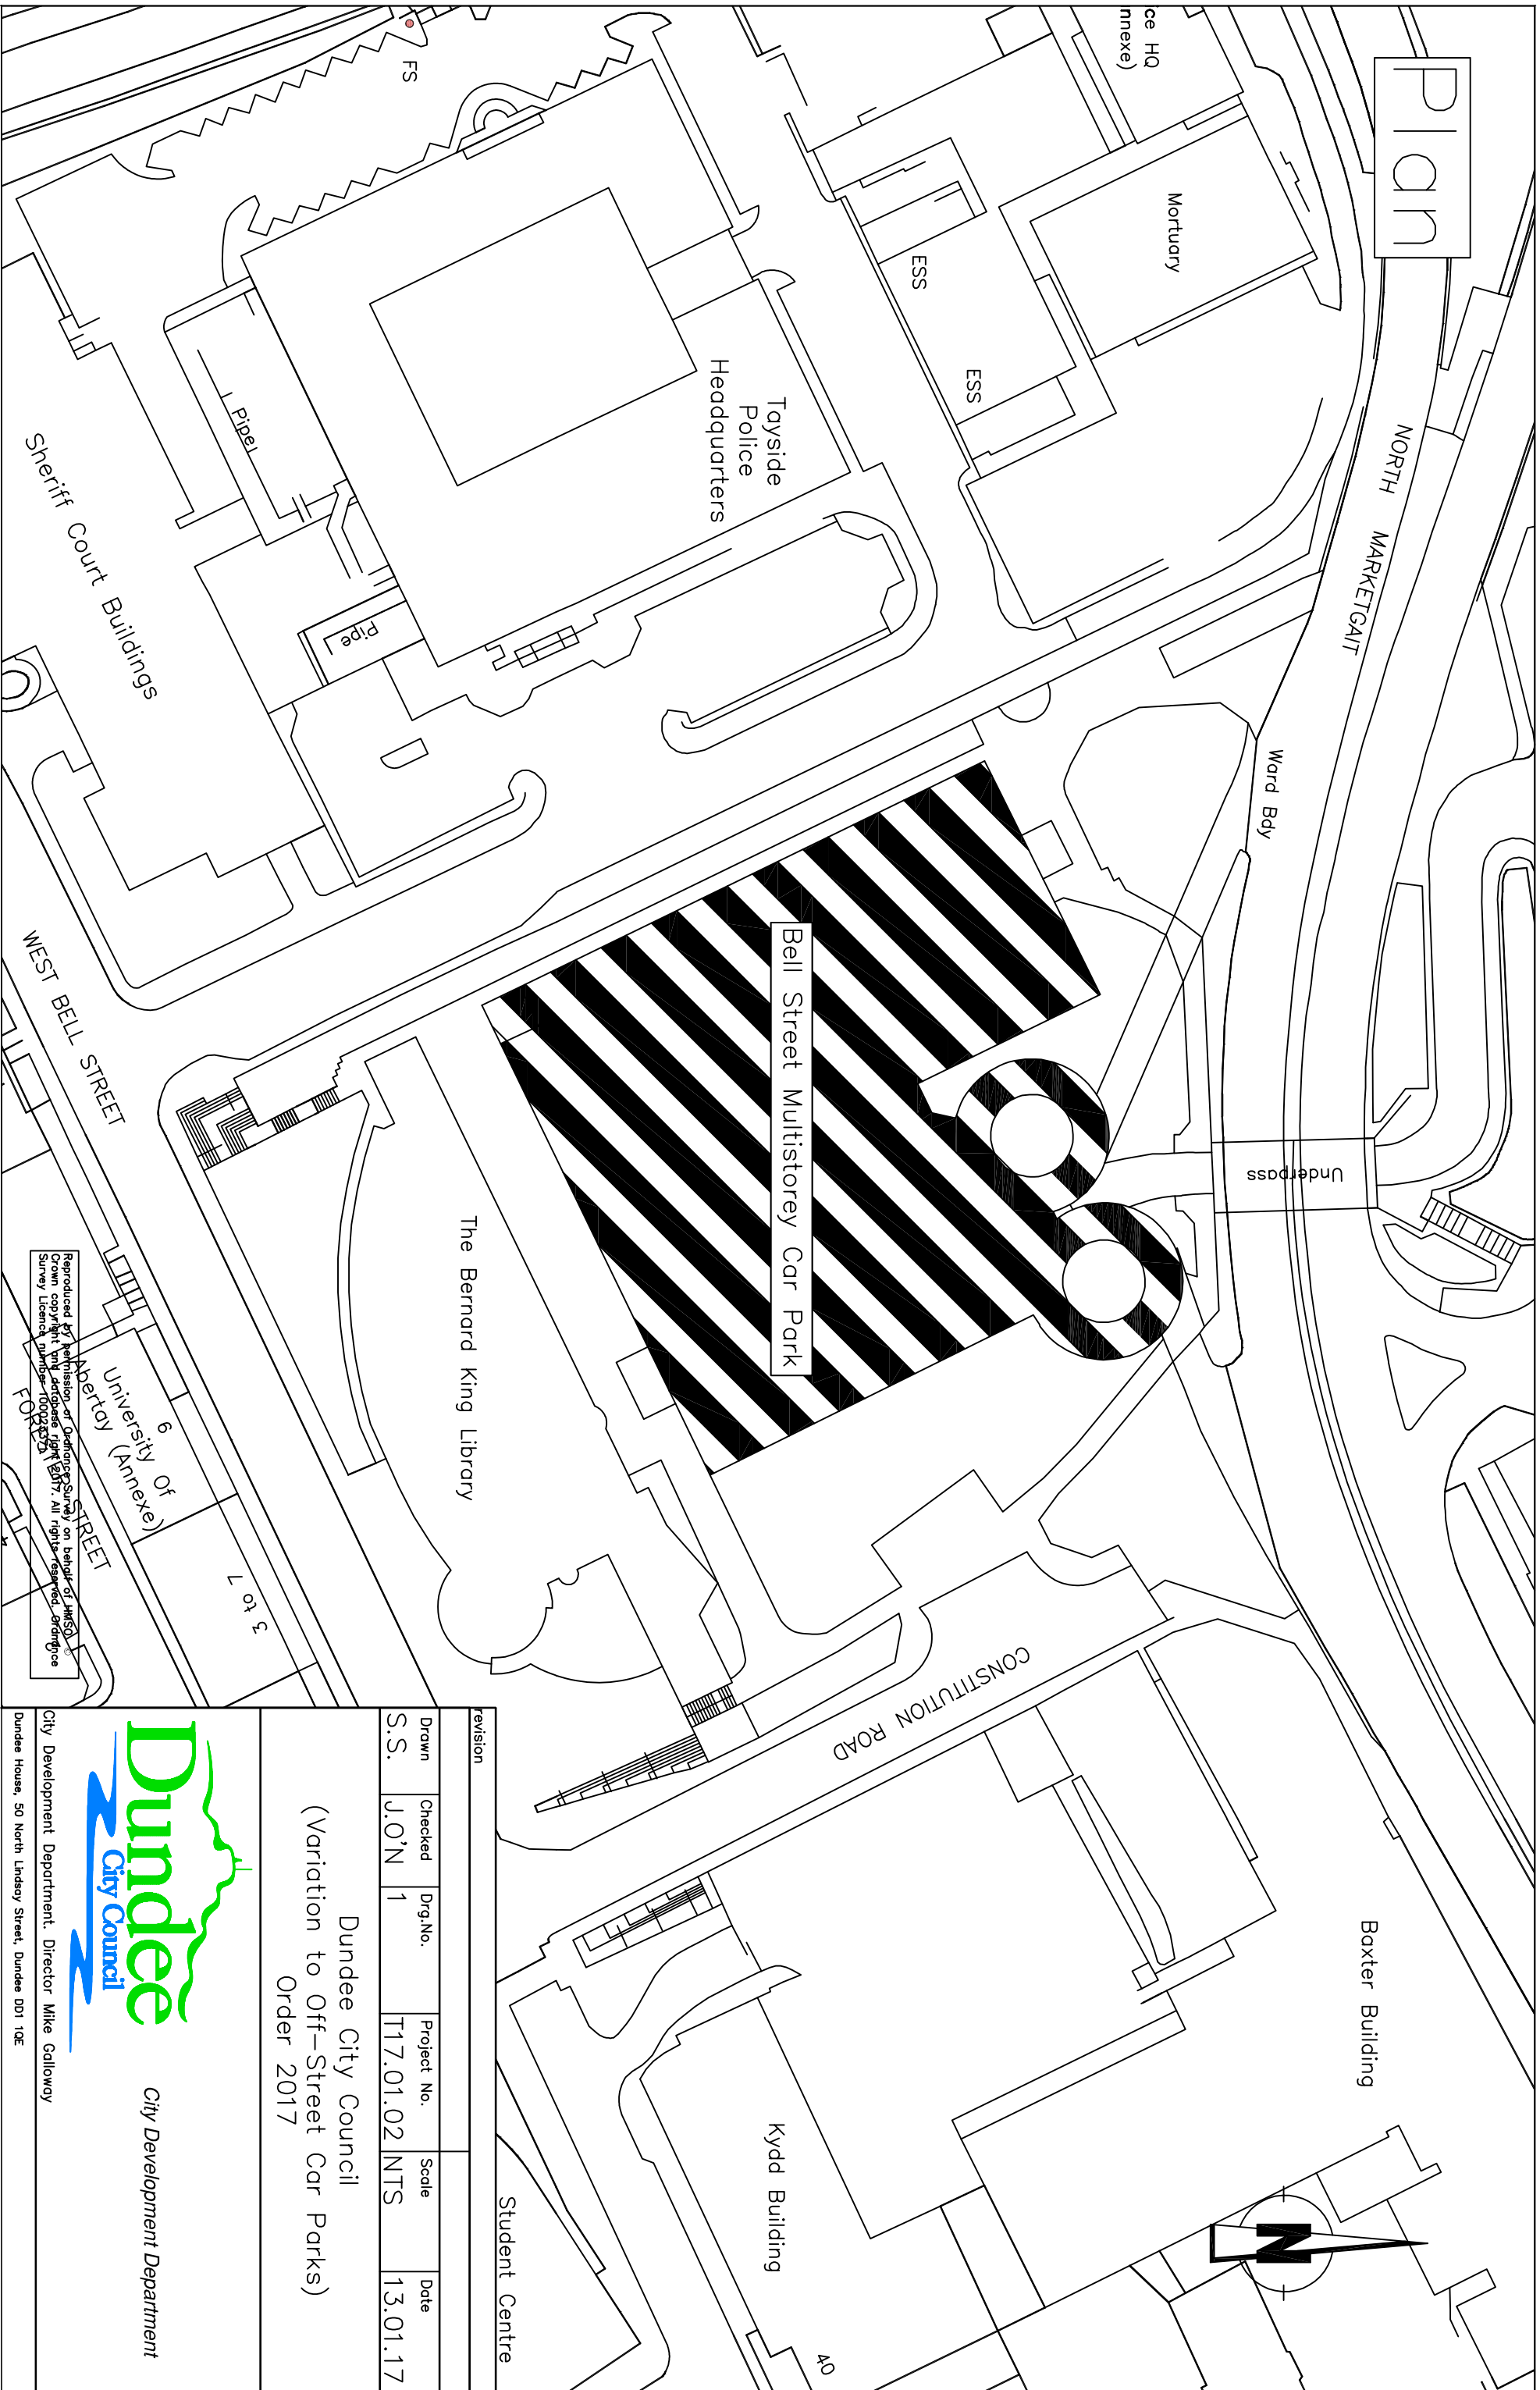 Plan
NORTH MARKETGAIT
Ward Bdy
Underpass
Baxter Building
Mortuary
ESS
ESS
ce HQ
nnexe)
FS
Tayside
Police
Headquarters
Pipe
Pipe
Sheriff Court Buildings
WEST BELL STREET
Bell Street Multistorey Car Park
The Bernard King Library
CONSTITUTION ROAD
Kydd Building
Student Centre
40
N
6
University Of
Abertay (Annexe)
3 to 7
Reproduced by permission of Ordnance Survey on behalf of HMSO. ©
Crown copyright and database right 2017. All rights reserved. Ordnance
Survey Licence number 100023371.
revision
Drawn Checked Drg.No. Project No. Scale Date
S.S. J.O'N 1 T17.01.02 NTS 13.01.17
Dundee City Council
(Variation to Off-Street Car Parks)
Order 2017
Dundee
City Council
City Development Department
City Development Department. Director Mike Galloway
Dundee House, 50 North Lindsay Street, Dundee DD1 1QE